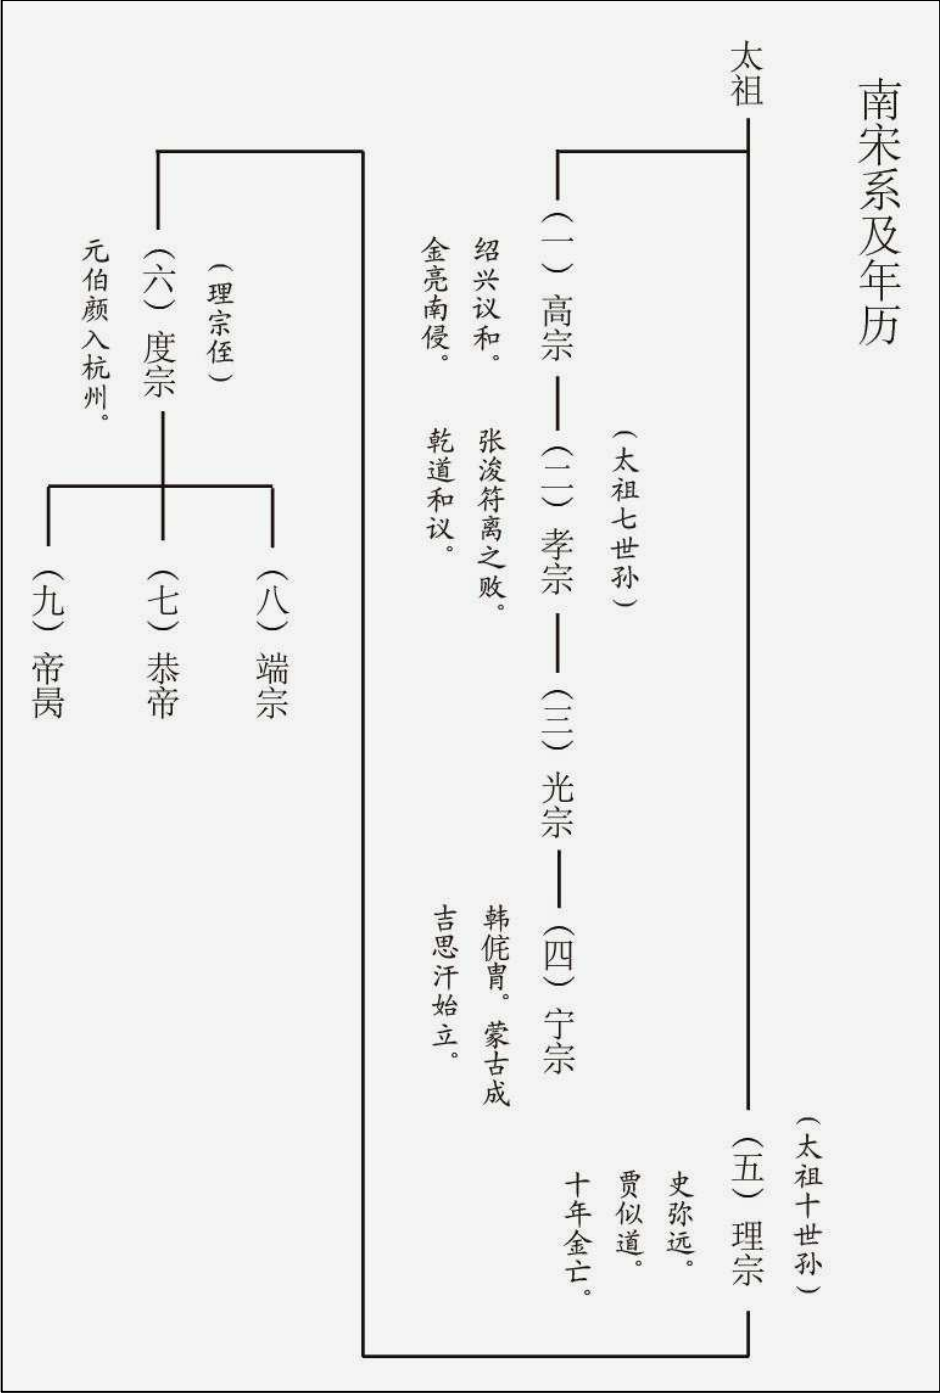 南宋系及年历
太祖
（一）高宗
绍兴议和。
金亮南侵。
（太祖七世孙）
（二）孝宗
张浚符离之败。
乾道和议。
（三）光宗
（四）宁宗
韩侂胄。蒙古成
吉思汗始立。
（太祖十世孙）
（五）理宗
史弥远。
贾似道。
十年金亡。
（理宗侄）
（六）度宗
元伯颜入杭州。
（八）端宗
（七）恭帝
（九）帝昺